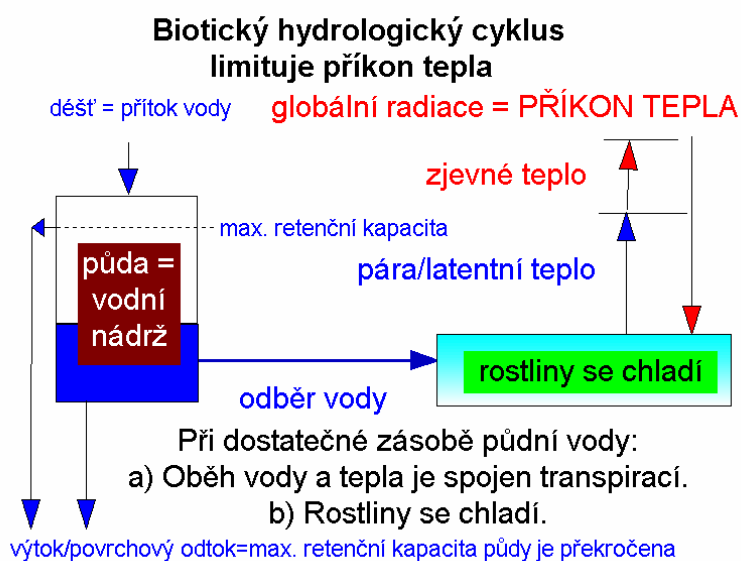 Biotický hydrologický cyklus
limituje příkon tepla
déšť = přítok vody
globální radiace = PŘÍKON TEPLA
zjevné teplo
max. retenční kapacita
půda =
vodní
nádrž
pára/latentní teplo
rostliny se chladí
odběr vody
Při dostatečné zásobě půdní vody:
a) Oběh vody a tepla je spojen transpirací.
b) Rostliny se chladí.
výtok/povrchový odtok=max. retenční kapacita půdy je překročena